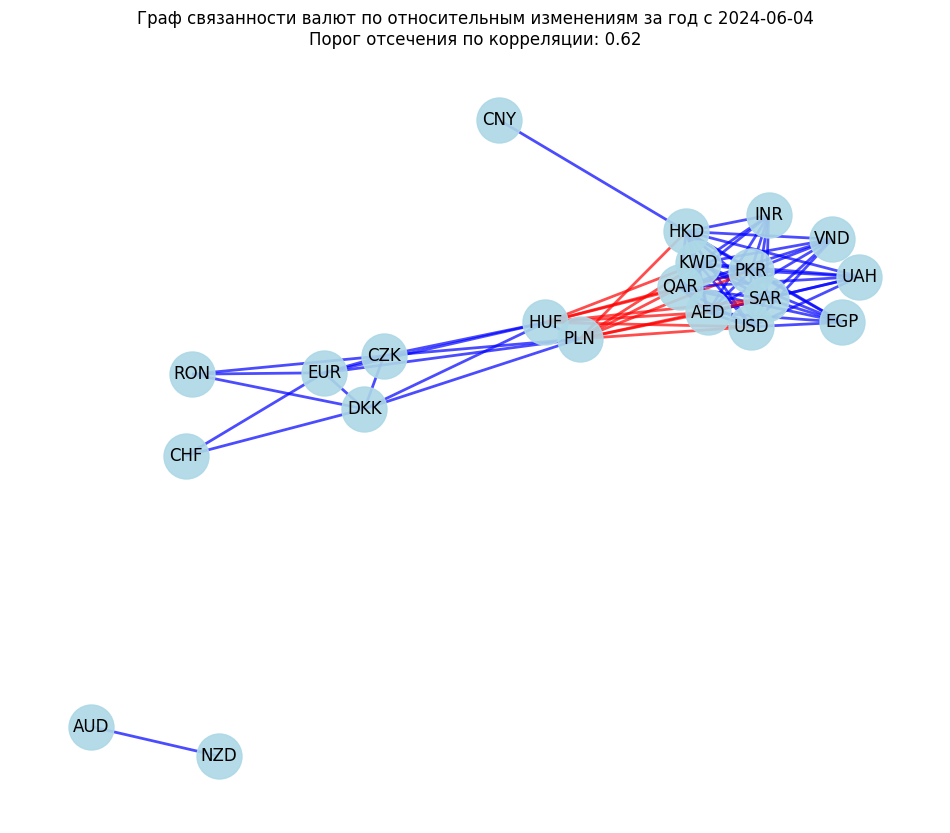 Граф связанности валют по относительным изменениям за год с 2024-06-04
Порог отсечения по корреляции: 0.62
CNY
INR
HKD
VND
KWD
PKR
UAH
QAR
SAR
AED
HUF
EGP
USD
PLN
CZK
RON
EUR
DKK
CHF
AUD
NZD